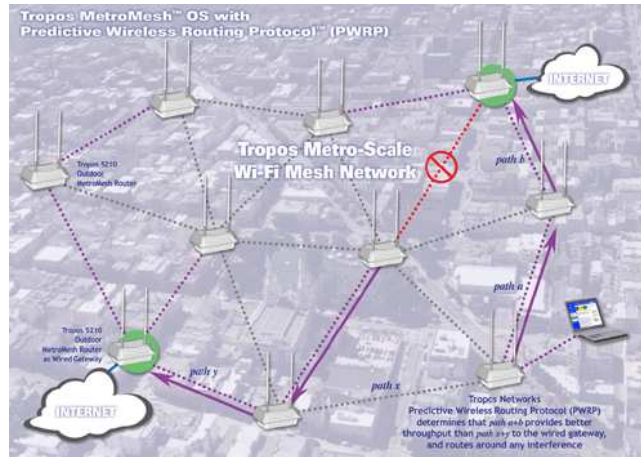 Tropos MetroMesh™ OS with
Predictive Wireless Routing Protocol™ (PWRP)
INTERNET
Tropos Metro-Scale
Wi-Fi Mesh Network
path b
Tropos 5210
Outdoor
MetroMesh Router
path a
Tropos 5210
Outdoor
MetroMesh Router
as Wired Gateway
path y
path x
INTERNET
Tropos Networks
Predictive Wireless Routing Protocol (PWRP)
determines that path a+b provides better
throughput than path x+y to the wired gateway,
and routes around any interference